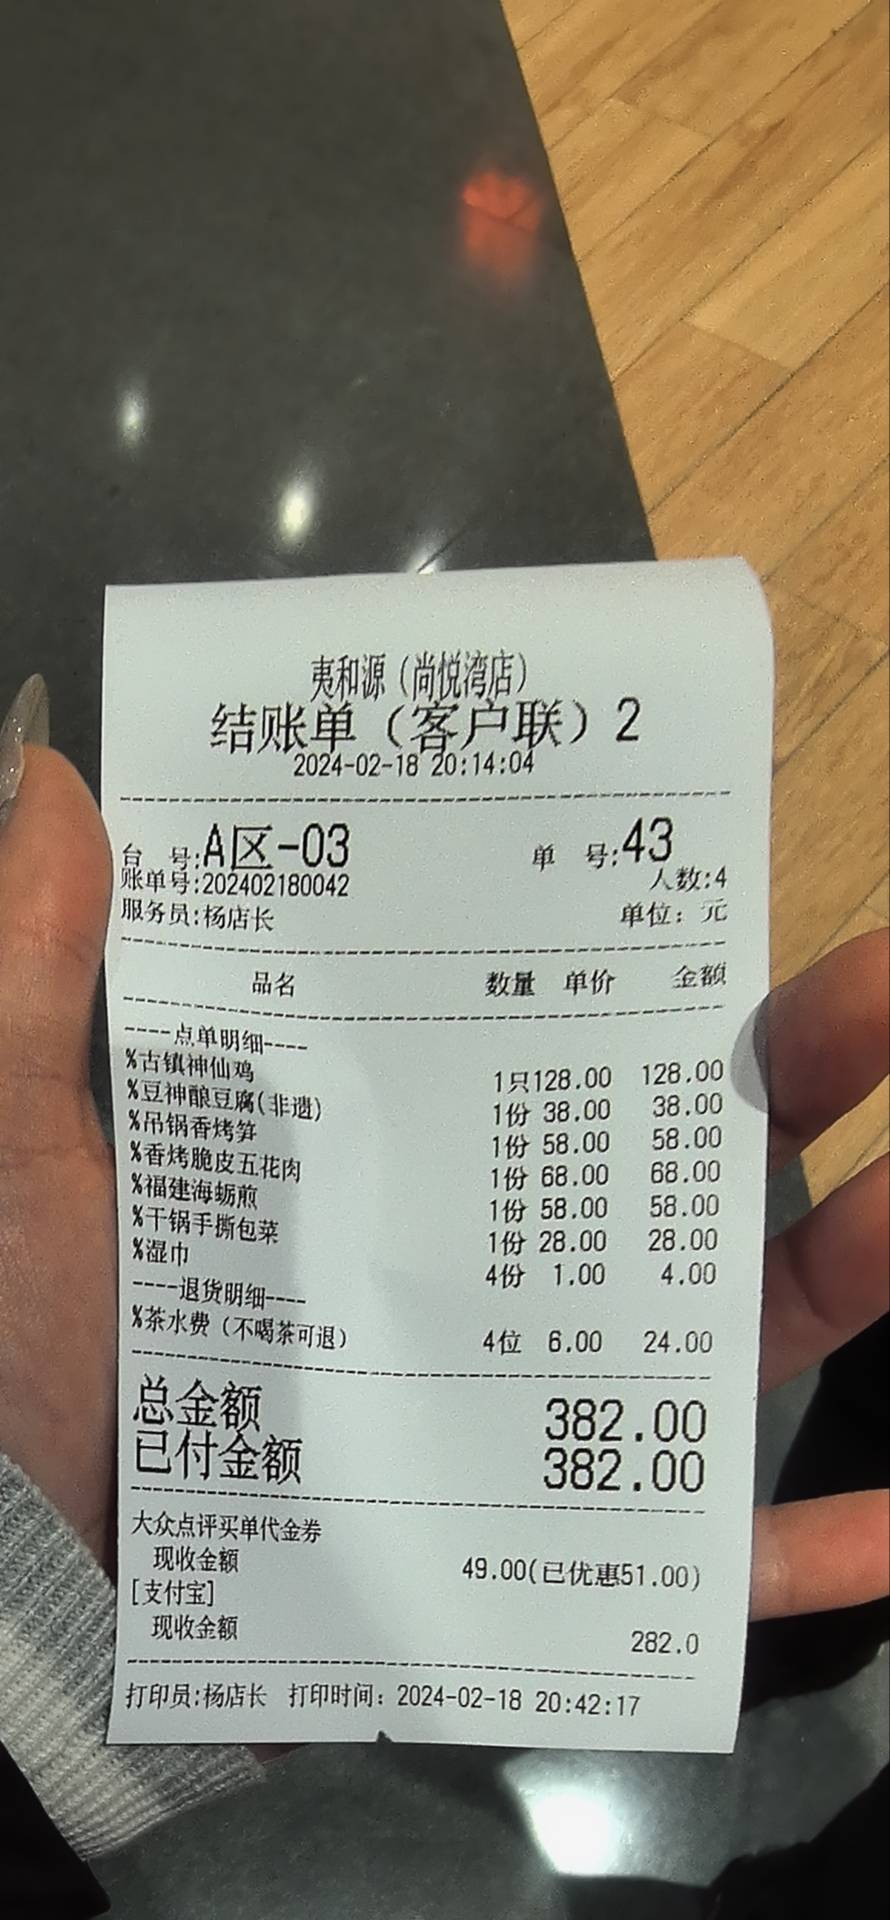 夷和源（尚悦湾店）
结账单（客户联）2
2024-02-18 20:14:04
台 号:A区-03 单 号:43
账单号:202402180042 人数:4
服务员:杨店长 单位：元
品名 数量 单价 金额
----点单明细----
%古镇神仙鸡 1只128.00 128.00
%豆神酿豆腐(非遗) 1份 38.00 38.00
%吊锅香烤笋 1份 58.00 58.00
%香烤脆皮五花肉 1份 68.00 68.00
%福建海蛎煎 1份 58.00 58.00
%干锅手撕包菜 1份 28.00 28.00
%湿巾 4份 1.00 4.00
----退货明细----
%茶水费（不喝茶可退） 4位 6.00 24.00
总金额 382.00
已付金额 382.00
大众点评买单代金券
现收金额 49.00(已优惠51.00)
[支付宝]
现收金额 282.0
打印员:杨店长 打印时间：2024-02-18 20:42:17